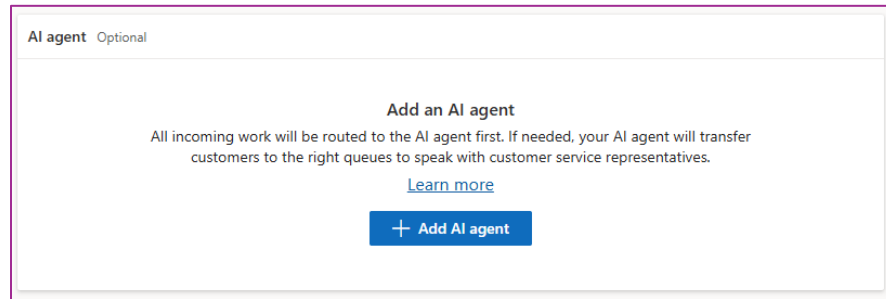 AI agent Optional
Add an AI agent
All incoming work will be routed to the AI agent first. If needed, your AI agent will transfer
customers to the right queues to speak with customer service representatives.
Learn more
+ Add AI agent